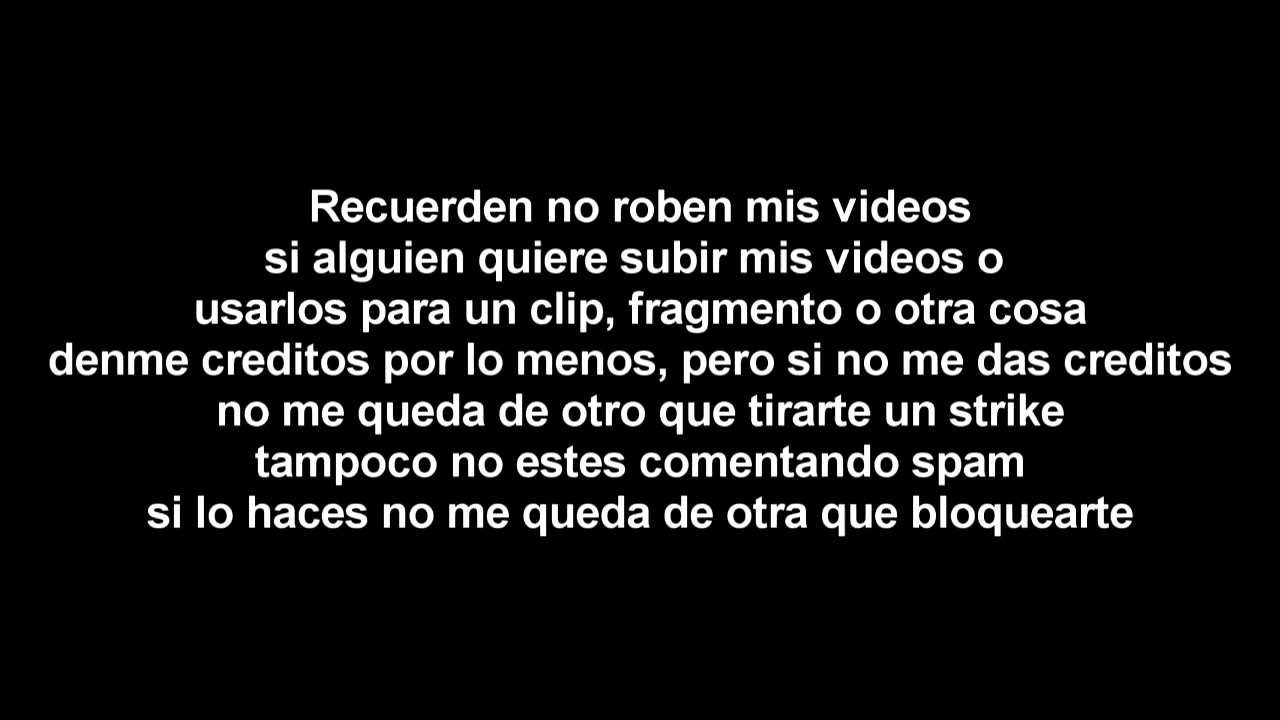 Recuerden no roben mis videos
si alguien quiere subir mis videos o
usarlos para un clip, fragmento o otra cosa
denme creditos por lo menos, pero si no me das creditos
no me queda de otro que tirarte un strike
tampoco no estes comentando spam
si lo haces no me queda de otra que bloquearte